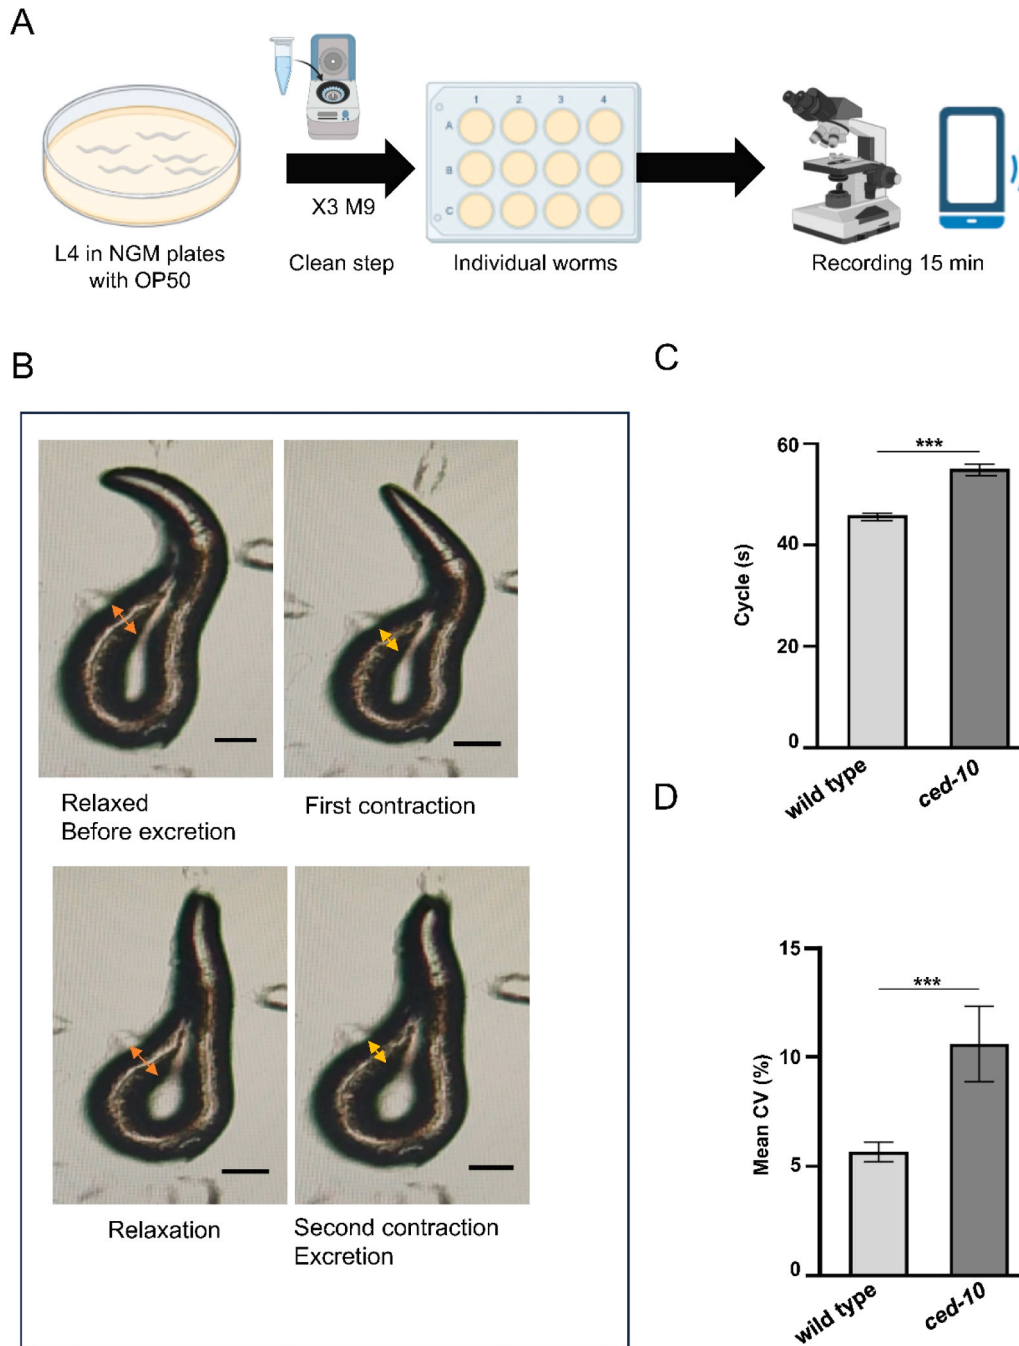 A
1 2 3 4
A
B
C
X3 M9
L4 in NGM plates
with OP50
Clean step
Individual worms
Recording 15 min
B
Relaxed
Before excretion
First contraction
Relaxation
Second contraction
Excretion
C
60
40
20
0
Cycle (s)
***
wild type
ced-10
D
15
10
5
0
Mean CV (%)
***
wild type
ced-10